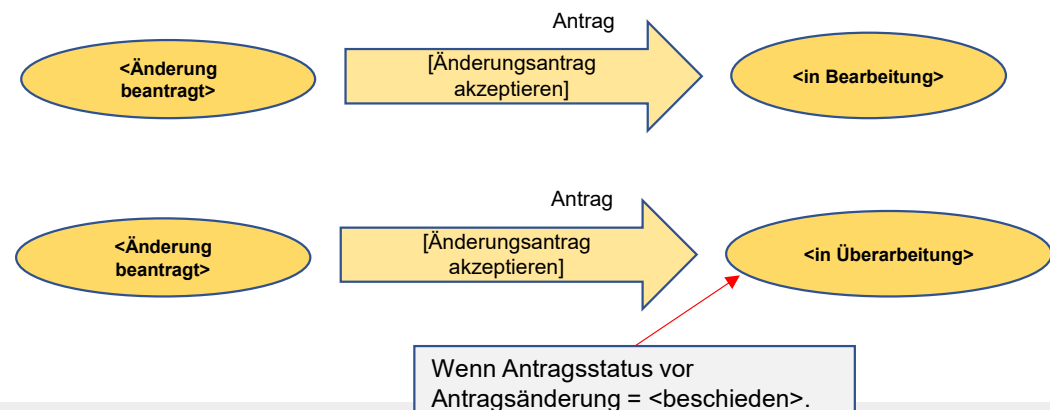 Antrag
<Änderung
beantragt>
[Änderungsantrag
akzeptieren]
<in Bearbeitung>
Antrag
<Änderung
beantragt>
[Änderungsantrag
akzeptieren]
<in Überarbeitung>
Wenn Antragsstatus vor
Antragsänderung = <beschieden>.